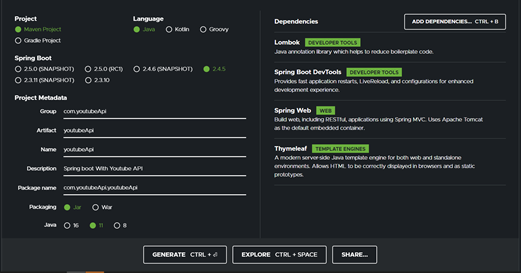 Project
Language
Maven Project
Java
Kotlin
Groovy
Gradle Project
Spring Boot
2.5.0 (SNAPSHOT)
2.5.0 (RC1)
2.4.6 (SNAPSHOT)
2.4.5
2.3.11 (SNAPSHOT)
2.3.10
Project Metadata
Group com.youtubeApi
Artifact youtubeApi
Name youtubeApi
Description Spring boot With Youtube API
Package name com.youtubeApi.youtubeApi
Packaging Jar War
Java 16 11 8
Dependencies
ADD DEPENDENCIES... CTRL + B
Lombok DEVELOPER TOOLS
Java annotation library which helps to reduce boilerplate code.
Spring Boot DevTools DEVELOPER TOOLS
Provides fast application restarts, LiveReload, and configurations for enhanced
development experience.
Spring Web WEB
Build web, including RESTful, applications using Spring MVC. Uses Apache Tomcat
as the default embedded container.
Thymeleaf TEMPLATE ENGINES
A modern server-side Java template engine for both web and standalone
environments. Allows HTML to be correctly displayed in browsers and as static
prototypes.
GENERATE CTRL + ⏎
EXPLORE CTRL + SPACE
SHARE...